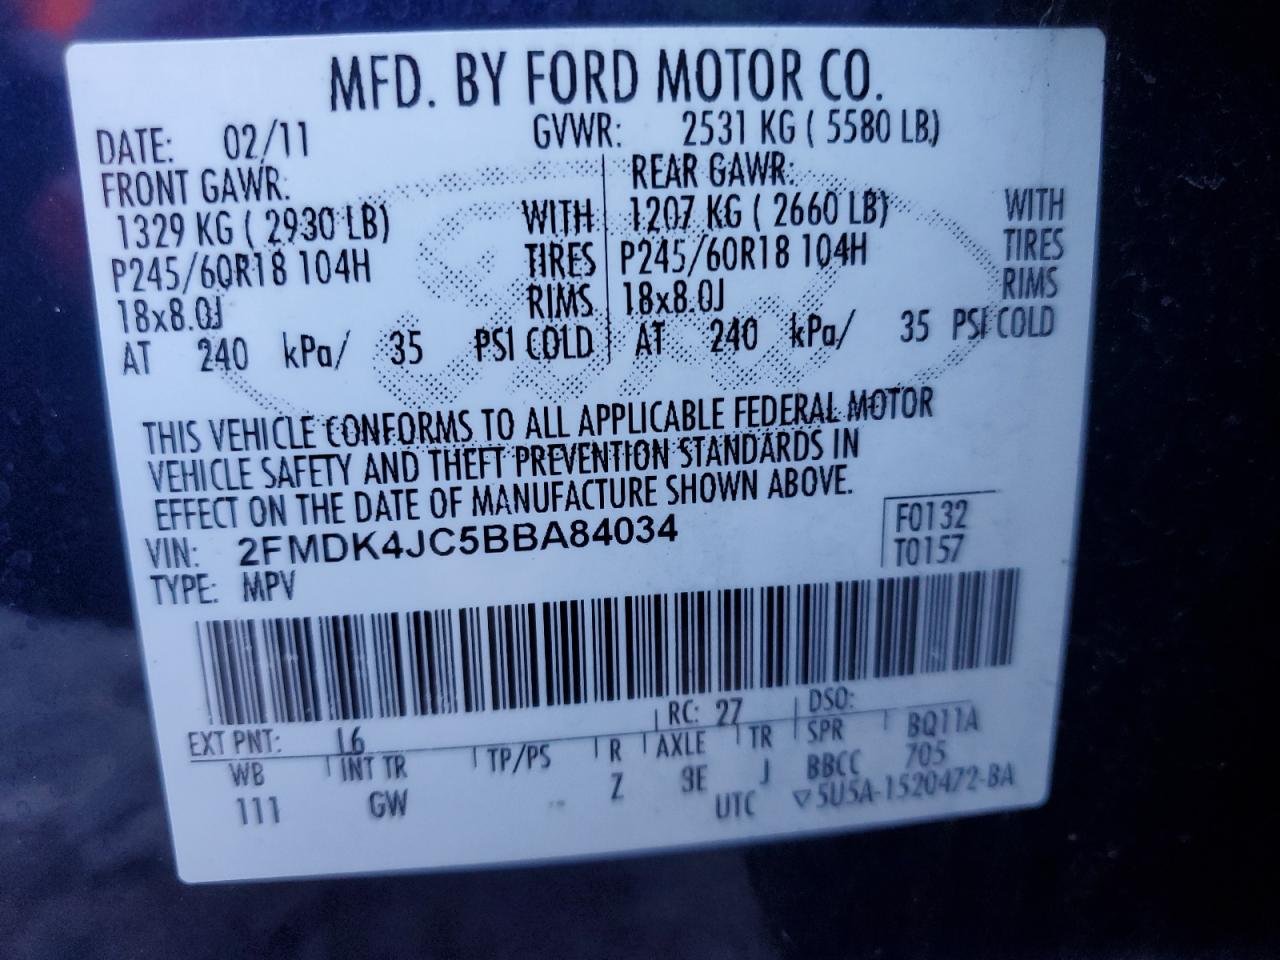 MFD. BY FORD MOTOR CO.
DATE: 02/11 GVWR: 2531 KG ( 5580 LB)
FRONT GAWR: REAR GAWR:
1329 KG ( 2930 LB) WITH 1207 KG ( 2660 LB) WITH
P245/60R18 104H TIRES P245/60R18 104H TIRES
18x8.0J RIMS 18x8.0J RIMS
AT 240 kPa/ 35 PSI COLD AT 240 kPa/ 35 PSI COLD
THIS VEHICLE CONFORMS TO ALL APPLICABLE FEDERAL MOTOR
VEHICLE SAFETY AND THEFT PREVENTION STANDARDS IN
EFFECT ON THE DATE OF MANUFACTURE SHOWN ABOVE.
F0132
VIN: 2FMDK4JC5BBA84034
T0157
TYPE: MPV
EXT PNT: L6 RC: 27 DSO:
WB INT TR TP/PS R AXLE TR SPR BQ11A
111 GW Z 3E J BBCC 705
UTC ▽5U5A-1520472-BA